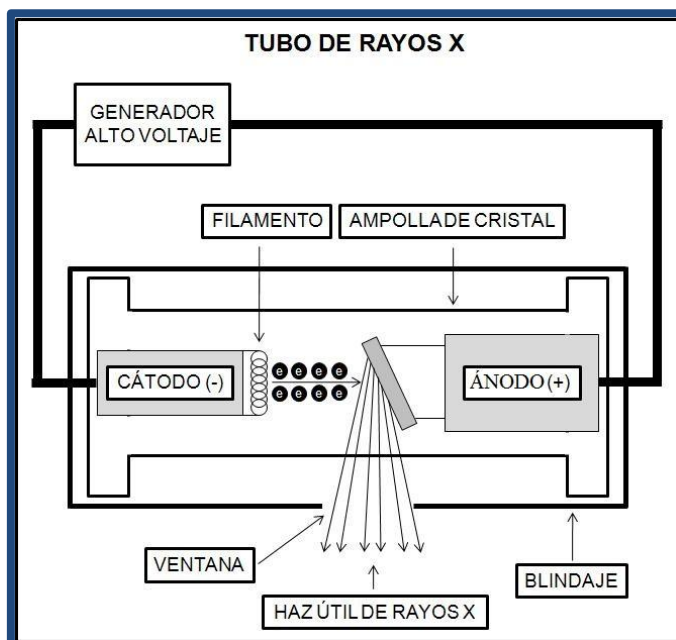 TUBO DE RAYOS X
GENERADOR
ALTO VOLTAJE
FILAMENTO
AMPOLLA DE CRISTAL
CÁTODO (-)
e e e e
e e e e
ÁNODO (+)
VENTANA
BLINDAJE
HAZ ÚTIL DE RAYOS X